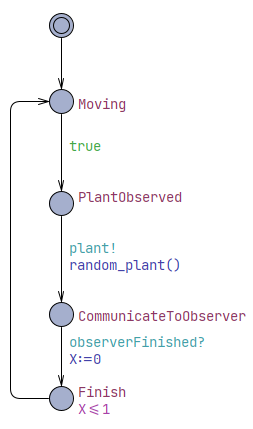 Moving
true
PlantObserved
plant!
random_plant()
CommunicateToObserver
observerFinished?
X:=0
Finish
X<=1